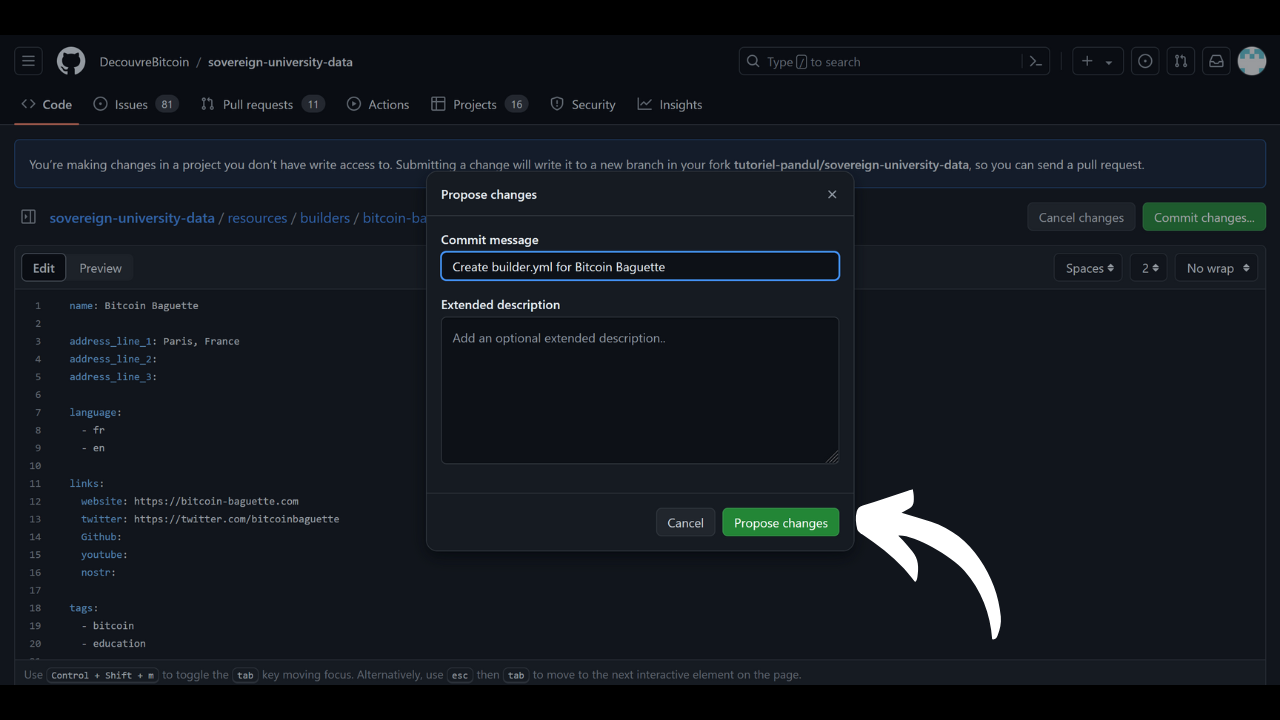 DecouvreBitcoin / sovereign-university-data
Type / to search
Code
Issues 81
Pull requests 11
Actions
Projects 16
Security
Insights
You're making changes in a project you don't have write access to. Submitting a change will write it to a new branch in your fork tutoriel-pandul/sovereign-university-data, so you can send a pull request.
sovereign-university-data / resources / builders / bitcoin-ba
Cancel changes
Commit changes...
Edit
Preview
Spaces
2
No wrap
1 name: Bitcoin Baguette
2
3 address_line_1: Paris, France
4 address_line_2:
5 address_line_3:
6
7 language:
8 - fr
9 - en
10
11 links:
12 website: https://bitcoin-baguette.com
13 twitter: https://twitter.com/bitcoinbaguette
14 Github:
15 youtube:
16 nostr:
17
18 tags:
19 - bitcoin
20 - education
Propose changes
Commit message
Create builder.yml for Bitcoin Baguette
Extended description
Add an optional extended description..
Cancel
Propose changes
Use Control + Shift + m to toggle the tab key moving focus. Alternatively, use esc then tab to move to the next interactive element on the page.